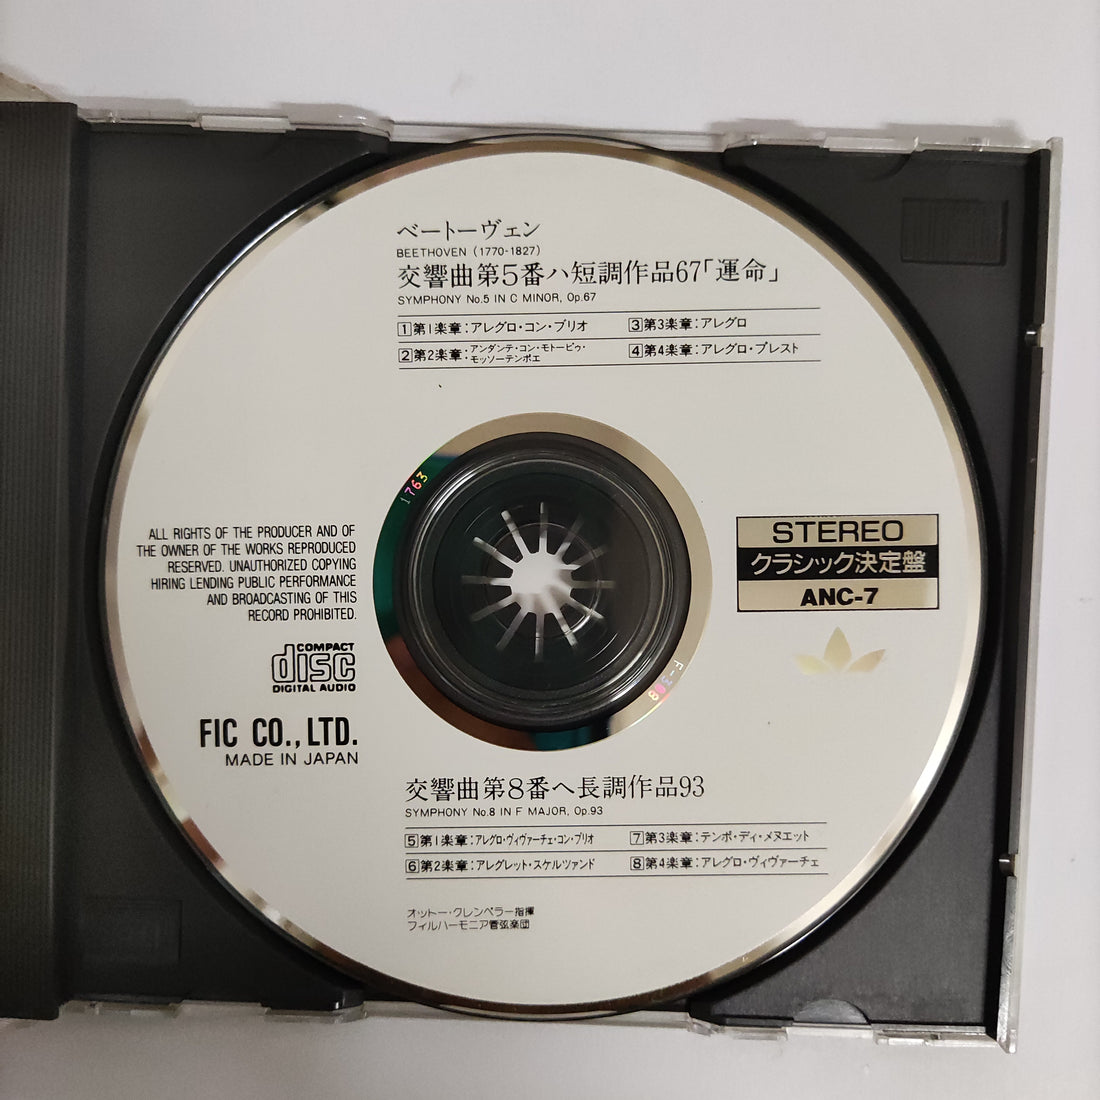 ベートーヴェン
BEETHOVEN (1770-1827)
交響曲第5番ハ短調作品67「運命」
SYMPHONY No.5 IN C MINOR, Op.67
1 第1楽章:アレグロ・コン・ブリオ
2 第2楽章:アンダンテ・コン・モト－ピゥ・
モッソ－テンポⅠ
3 第3楽章:アレグロ
4 第4楽章:アレグロ・プレスト
1763
ALL RIGHTS OF THE PRODUCER AND OF
THE OWNER OF THE WORKS REPRODUCED
RESERVED. UNAUTHORIZED COPYING
HIRING LENDING PUBLIC PERFORMANCE
AND BROADCASTING OF THIS
RECORD PROHIBITED.
STEREO
クラシック決定盤
ANC-7
COMPACT
disc
DIGITAL AUDIO
FIC CO., LTD.
MADE IN JAPAN
交響曲第8番ヘ長調作品93
SYMPHONY No.8 IN F MAJOR, Op.93
5 第1楽章:アレグロ・ヴィヴァーチェ・コン・ブリオ
6 第2楽章:アレグレット・スケルツァンド
7 第3楽章:テンポ・ディ・メヌエット
8 第4楽章:アレグロ・ヴィヴァーチェ
オットー・クレンペラー指揮
フィルハーモニア管弦楽団